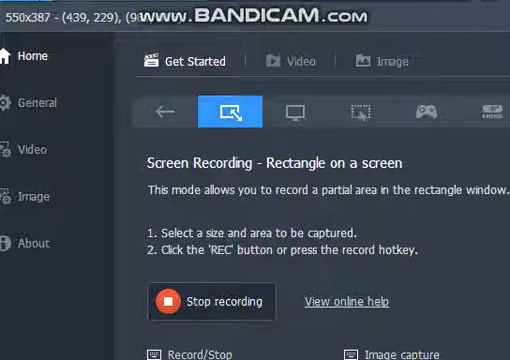 550x387 - (439, 229), (98
www.BANDICAM.com
Home
Get Started
Video
Image
General
Video
Screen Recording - Rectangle on a screen
This mode allows you to record a partial area in the rectangle window.
Image
1. Select a size and area to be captured.
About
2. Click the 'REC' button or press the record hotkey.
Stop recording
View online help
Record/Stop
Image capture